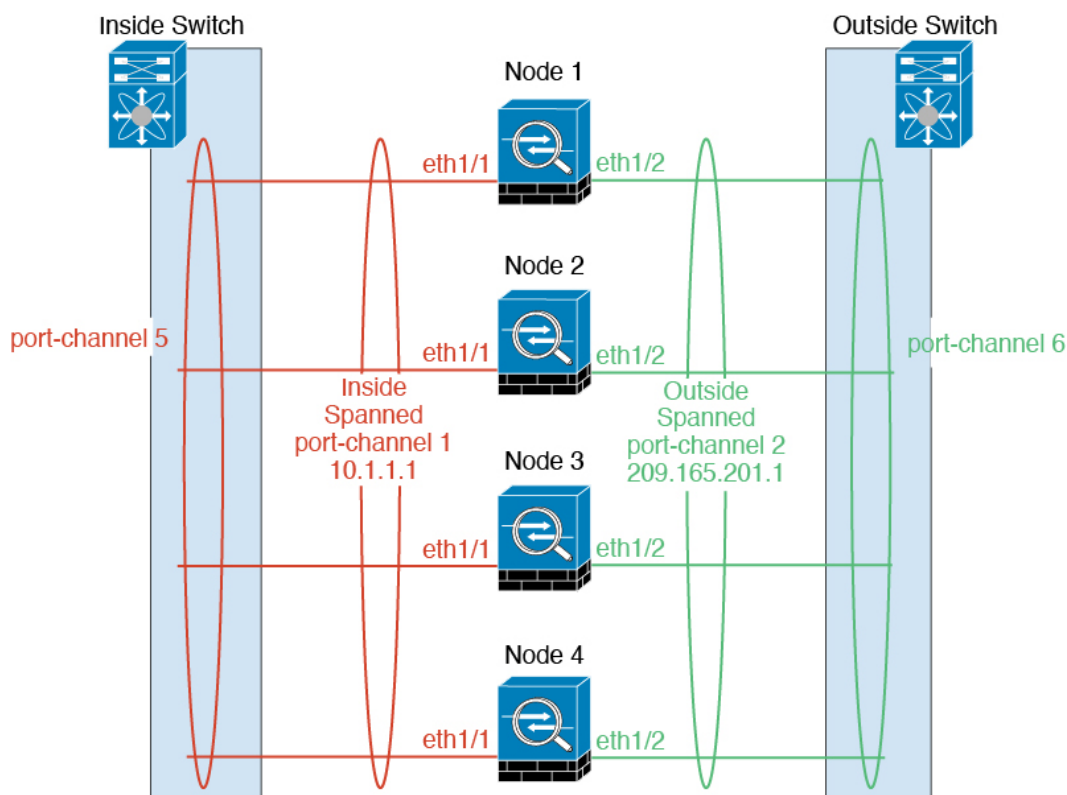 Inside Switch
Outside Switch
Node 1
eth1/1
eth1/2
Node 2
port-channel 5
eth1/1
eth1/2
port-channel 6
Inside
Spanned
port-channel 1
10.1.1.1
Outside
Spanned
port-channel 2
209.165.201.1
Node 3
eth1/1
eth1/2
Node 4
eth1/1
eth1/2